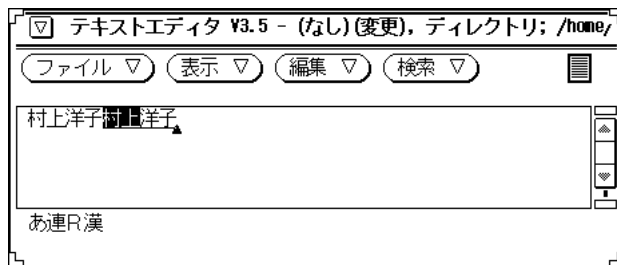 テキストエディタ V3.5 - (なし)(変更), ディレクトリ; /home/
ファイル ▽ 表示 ▽ 編集 ▽ 検索 ▽
村上洋子村上洋子
あ連R漢